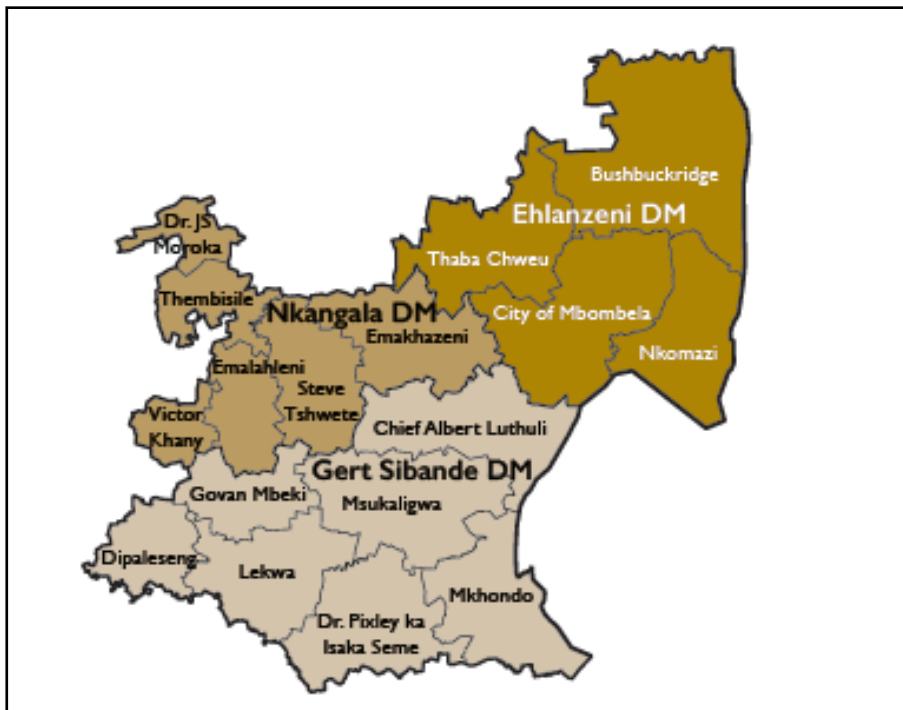 Bushbuckridge
Ehlanzeni DM
Dr. JS
Moroka
Thaba Chweu
Thembisile
Nkangala DM
City of Mbombela
Emakhazeni
Nkomazi
Emalahleni
Steve
Tshwete
Victor
Khany
Chief Albert Luthuli
Gert Sibande DM
Govan Mbeki
Msukaligwa
Dipaleseng
Lekwa
Mkhondo
Dr. Pixley ka
Isaka Seme